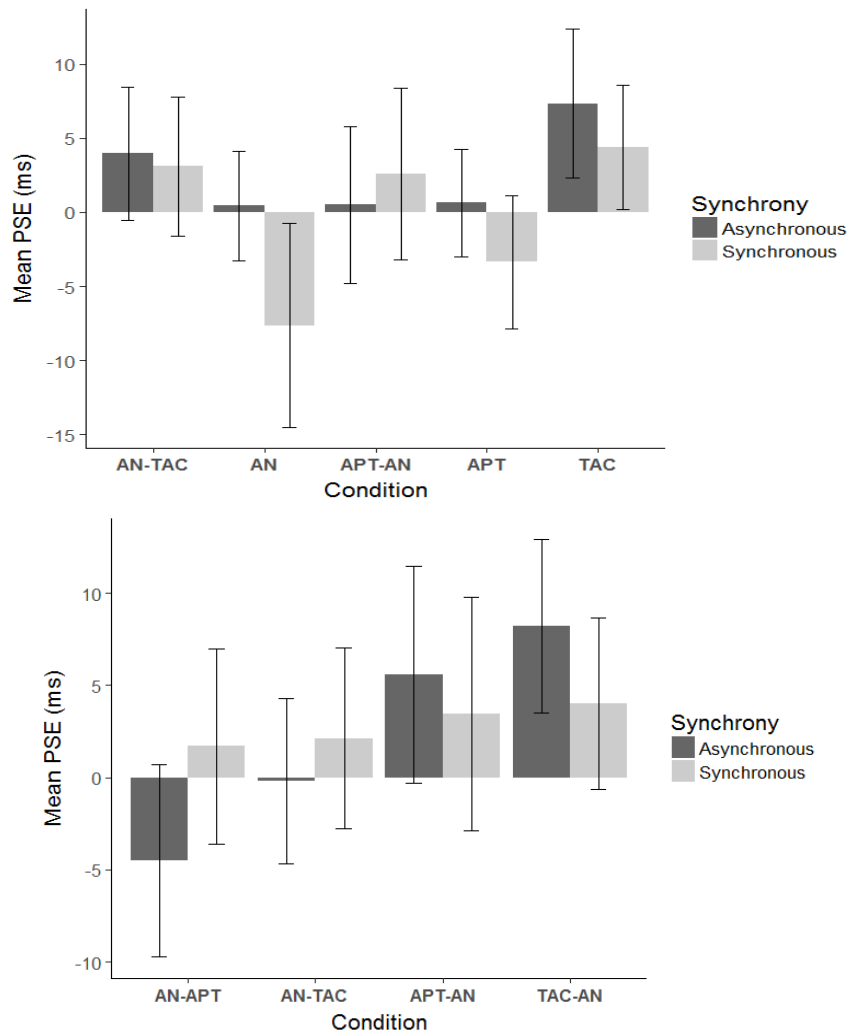 10
5
0
-5
-10
-15
Mean PSE (ms)
AN-TAC AN APT-AN APT TAC
Condition
Synchrony
Asynchronous
Synchronous
10
5
0
-5
-10
Mean PSE (ms)
AN-APT AN-TAC APT-AN TAC-AN
Condition
Synchrony
Asynchronous
Synchronous